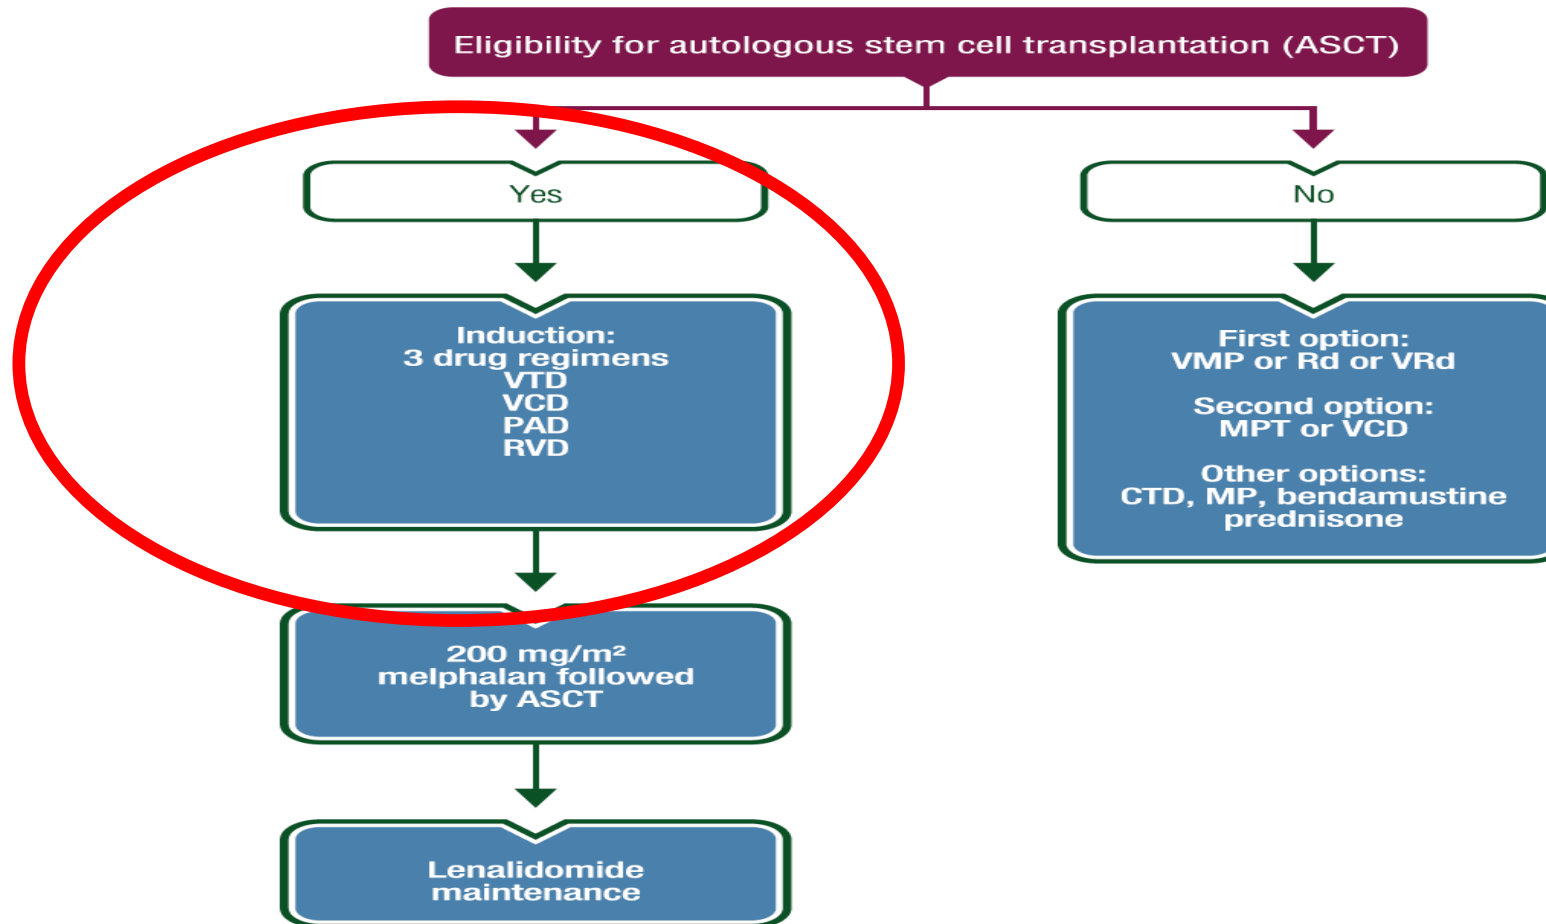 Eligibility for autologous stem cell transplantation (ASCT)
Yes
Induction:
3 drug regimens
VTD
VCD
PAD
RVD
200 mg/m²
melphalan followed
by ASCT
Lenalidomide
maintenance
No
First option:
VMP or Rd or VRd
Second option:
MPT or VCD
Other options:
CTD, MP, bendamustine
prednisone